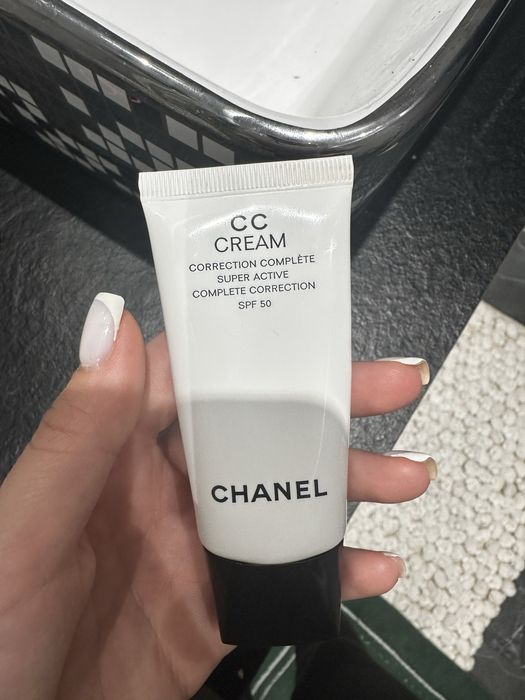 CC
CREAM
CORRECTION COMPLÈTE
SUPER ACTIVE
COMPLETE CORRECTION
SPF 50
CHANEL